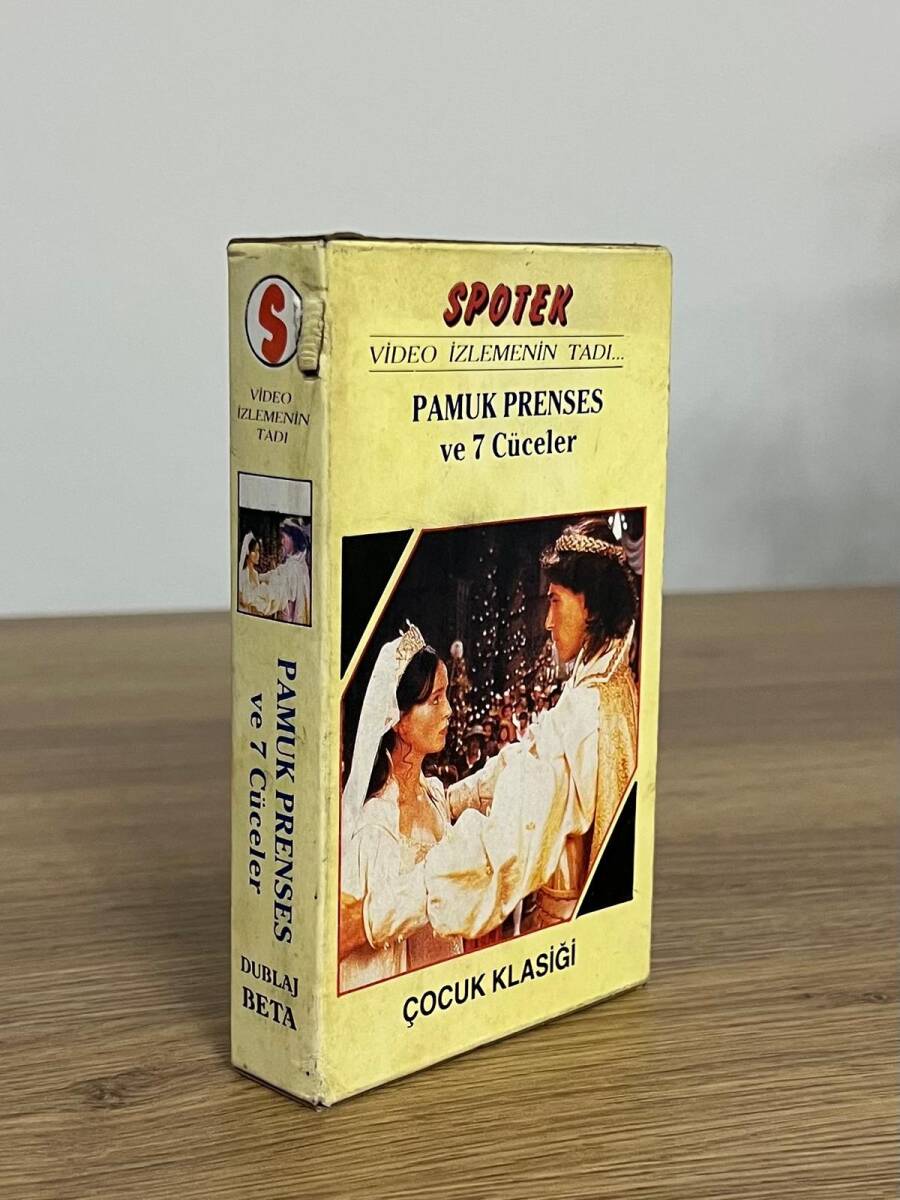 S
VİDEO
İZLEMENİN
TADI
PAMUK PRENSES
ve 7 Cüceler
DUBLAJ
BETA
SPOTEK
VİDEO İZLEMENİN TADI...
PAMUK PRENSES
ve 7 Cüceler
ÇOCUK KLASİĞİ